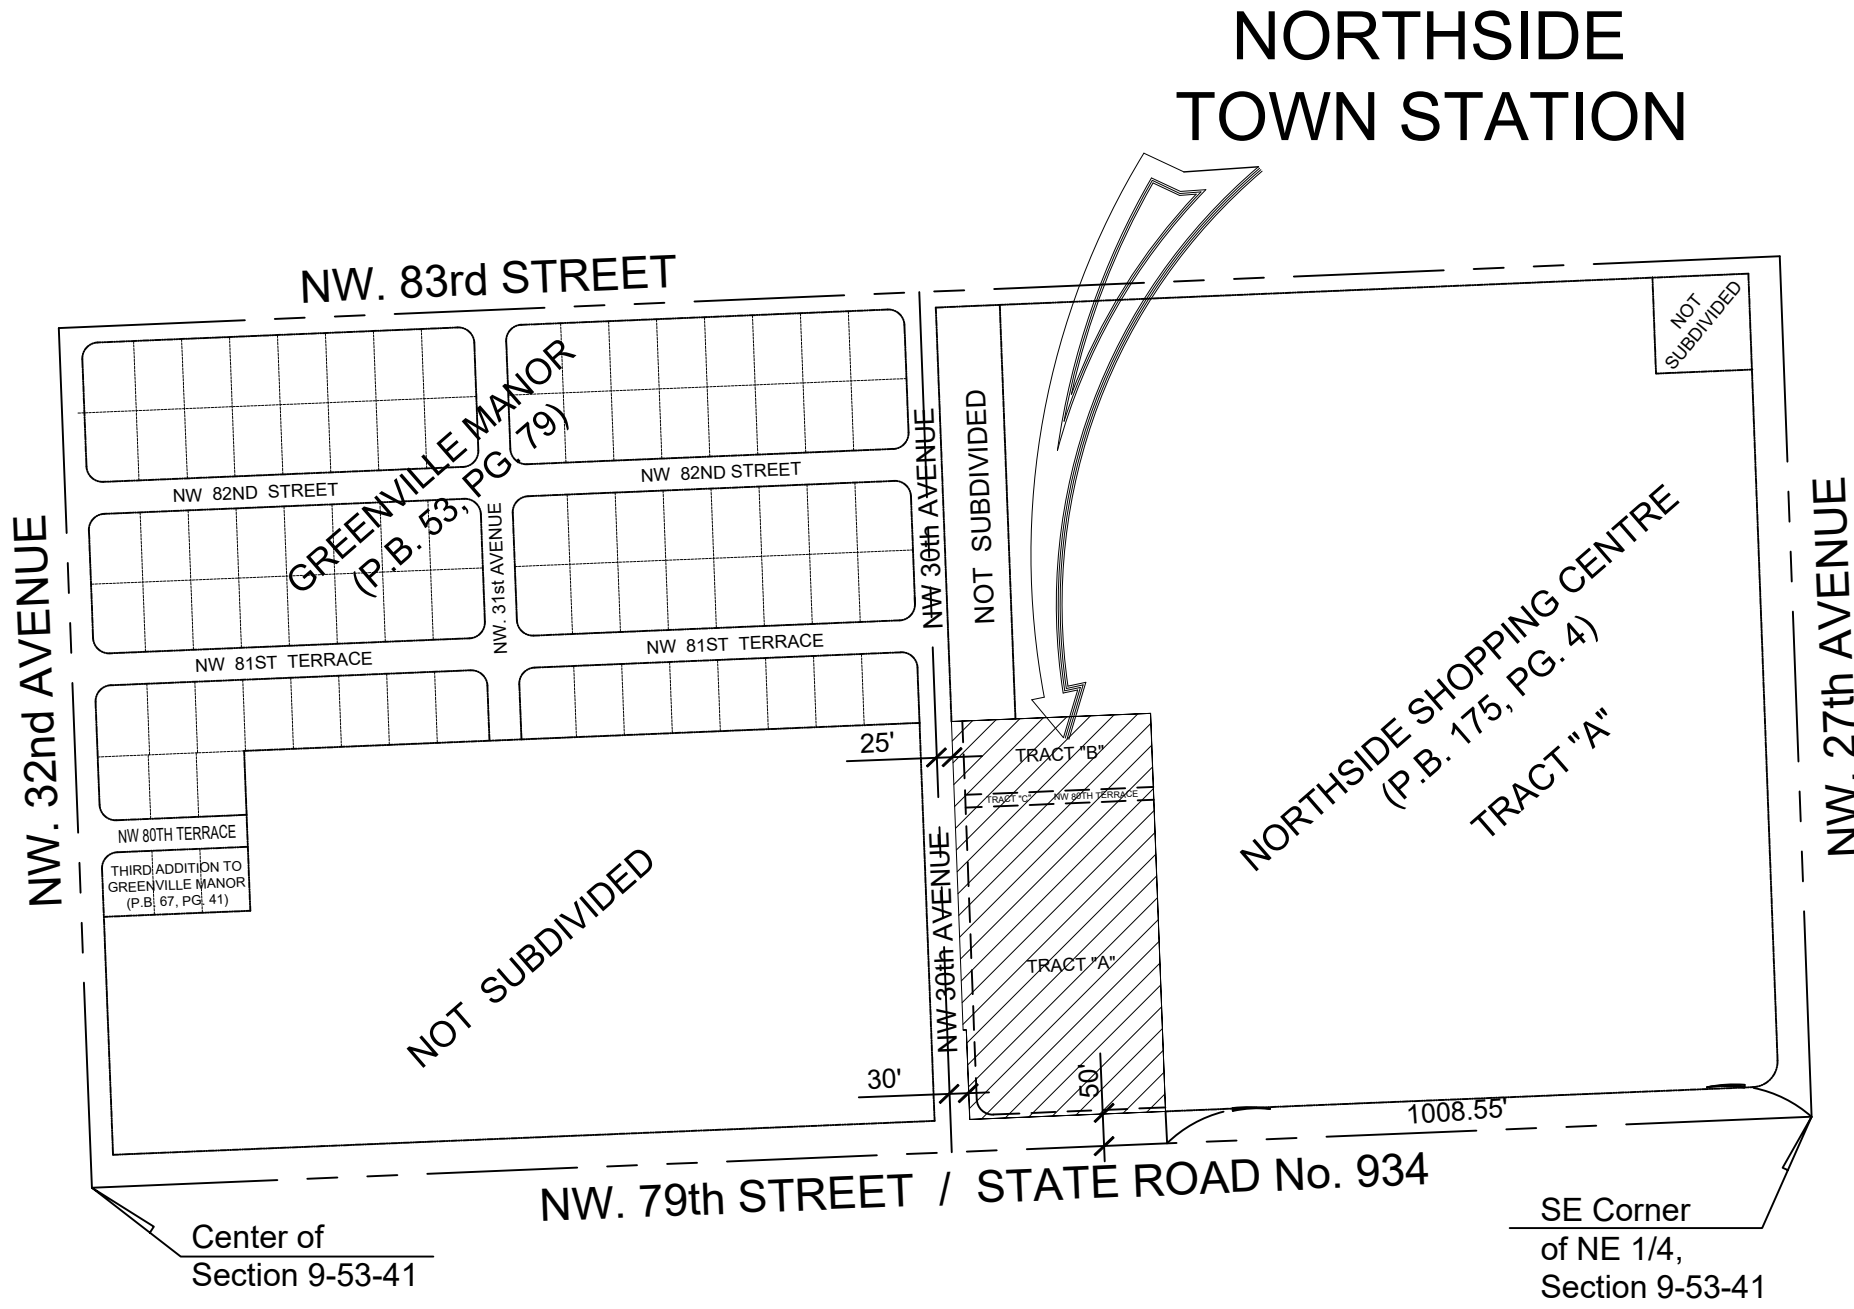 NORTHSIDE
TOWN STATION
NW. 83rd STREET
NOT
SUBDIVIDED
GREENVILLE MANOR
(P.B. 53, PG. 79)
NW 82ND STREET
NW 82ND STREET
NW 30th AVENUE
NOT SUBDIVIDED
NW. 31st AVENUE
NW. 32nd AVENUE
NW. 27th AVENUE
NORTHSIDE SHOPPING CENTRE
(P.B. 175, PG. 4)
TRACT "A"
NW 81ST TERRACE
NW 81ST TERRACE
25'
TRACT "B"
TRACT "C" NW 80TH TERRACE
NW 80TH TERRACE
THIRD ADDITION TO
GREENVILLE MANOR
(P.B. 67, PG. 41)
NOT SUBDIVIDED
NW 30th AVENUE
TRACT "A"
30'
50'
1008.55'
NW. 79th STREET / STATE ROAD No. 934
Center of
Section 9-53-41
SE Corner
of NE 1/4,
Section 9-53-41